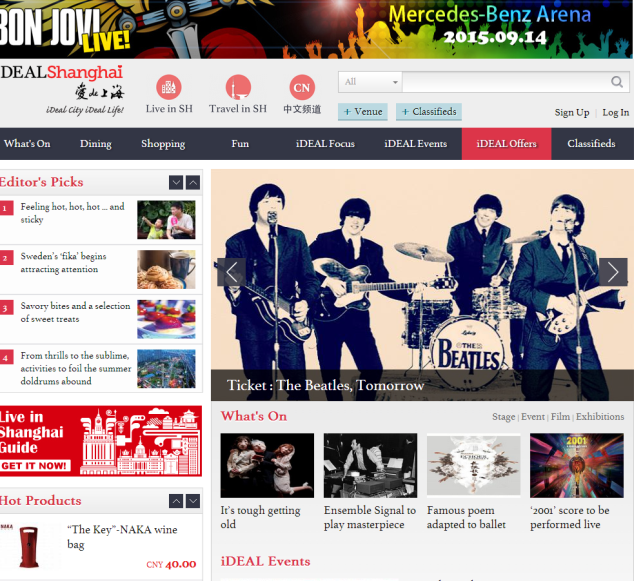 BON JOVI LIVE!
Mercedes-Benz Arena
2015.09.14
DEALShanghai
爱上海
iDeal City iDeal Life!
Live in SH
Travel in SH
CN
中文频道
All
+ Venue
+ Classifieds
Sign Up | Log In
What's On
Dining
Shopping
Fun
iDEAL Focus
iDEAL Events
iDEAL Offers
Classifieds
Editor's Picks
1
Feeling hot, hot, hot ... and
sticky
2
Sweden's 'fika' begins
attracting attention
3
Savory bites and a selection
of sweet treats
4
From thrills to the sublime,
activities to foil the summer
doldrums abound
Live in
Shanghai
Guide
GET IT NOW!
Hot Products
NAKA
"The Key"-NAKA wine
bag
CNY 40.00
THE
BEATLES
Ticket : The Beatles, Tomorrow
What's On
Stage | Event | Film | Exhibitions
It's tough getting
old
Ensemble Signal to
play masterpiece
Famous poem
adapted to ballet
2001
'2001' score to be
performed live
iDEAL Events